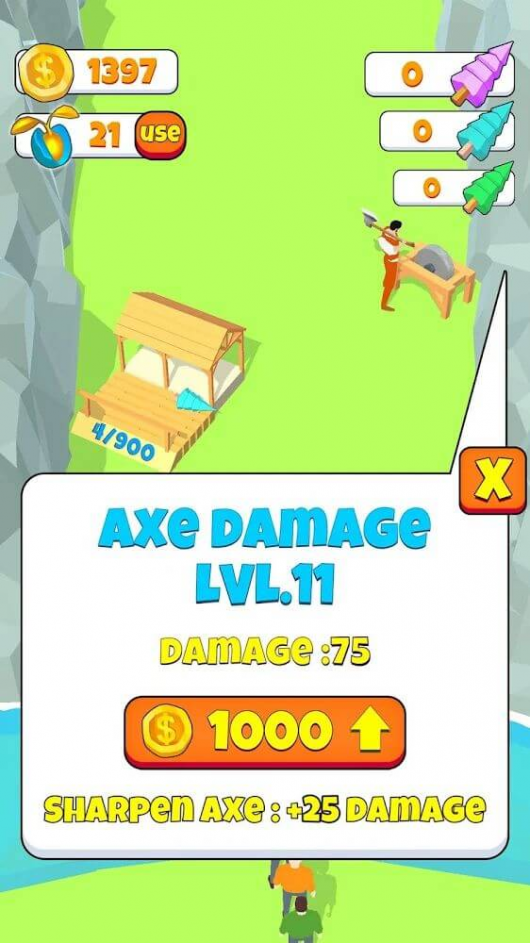 1397
0
21 use
0
0
4/900
X
AXE DAMAGE
LVL.11
DAMAGE :75
1000
SHARPEN AXE : +25 DAMAGE